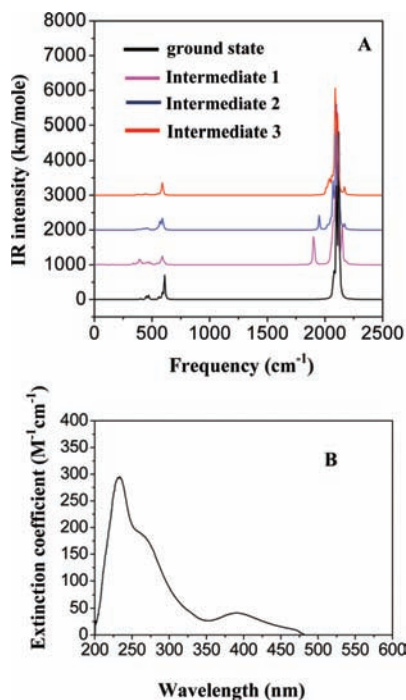 8000
7000
6000
5000
4000
3000
2000
1000
0
IR intensity (km/mole)
ground state
Intermediate 1
Intermediate 2
Intermediate 3
A
0 500 1000 1500 2000 2500
Frequency (cm⁻¹)
400
350
300
250
200
150
100
50
0
Extinction coefficient (M⁻¹cm⁻¹)
B
200 250 300 350 400 450 500 550 600
Wavelength (nm)